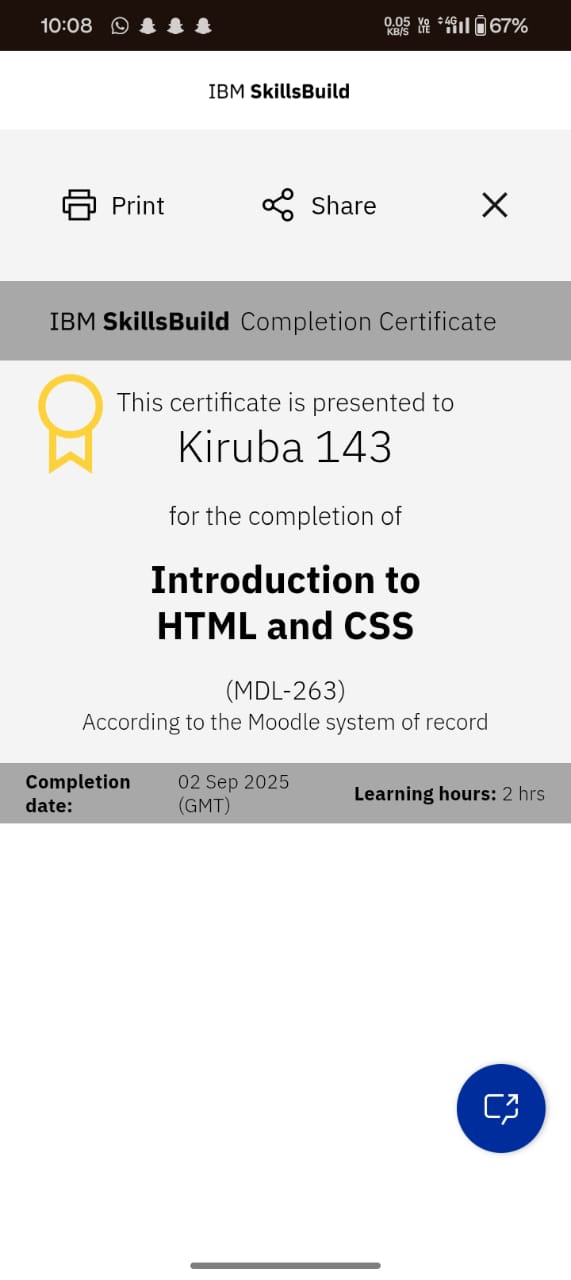 10:08 0.05 KB/S Vo LTE 4G 67%
IBM SkillsBuild
Print Share
IBM SkillsBuild Completion Certificate
This certificate is presented to
Kiruba 143
for the completion of
Introduction to
HTML and CSS
(MDL-263)
According to the Moodle system of record
Completion date: 02 Sep 2025 (GMT) Learning hours: 2 hrs